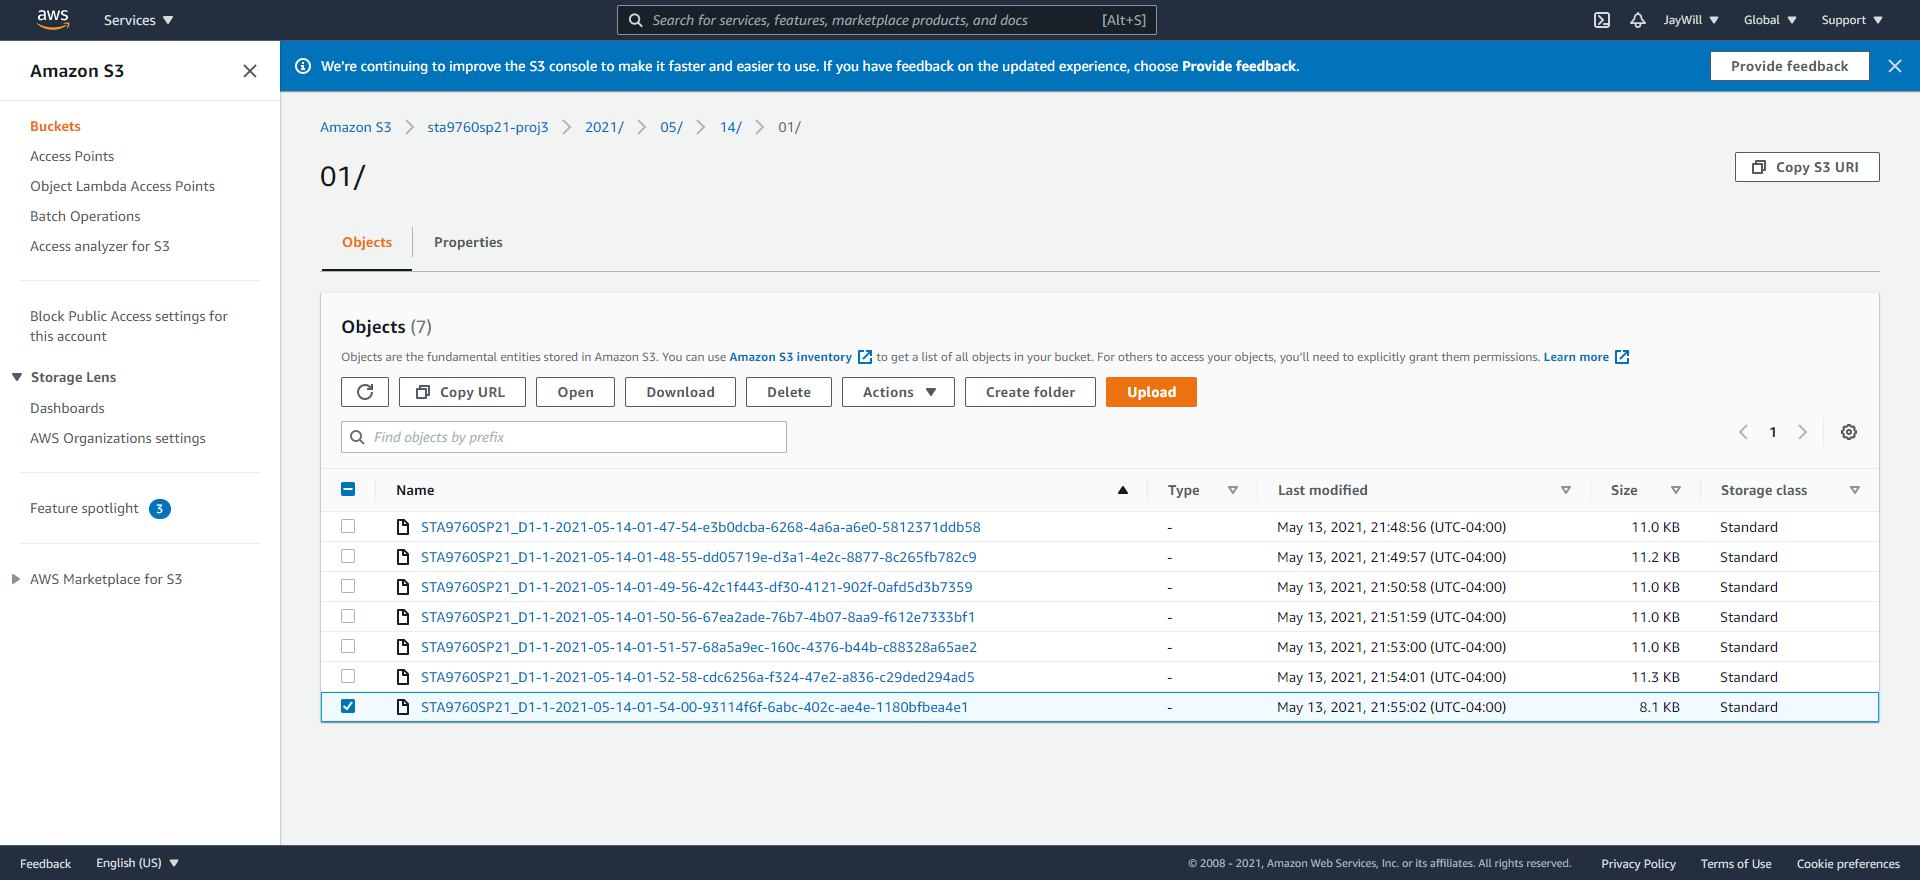 aws Services Search for services, features, marketplace products, and docs [Alt+S] JayWill Global Support
Amazon S3
We're continuing to improve the S3 console to make it faster and easier to use. If you have feedback on the updated experience, choose Provide feedback. Provide feedback
Buckets
Access Points
Object Lambda Access Points
Batch Operations
Access analyzer for S3
Block Public Access settings for
this account
Storage Lens
Dashboards
AWS Organizations settings
Feature spotlight 3
AWS Marketplace for S3
Amazon S3 sta9760sp21-proj3 2021/ 05/ 14/ 01/
01/
Copy S3 URI
Objects Properties
Objects (7)
Objects are the fundamental entities stored in Amazon S3. You can use Amazon S3 inventory to get a list of all objects in your bucket. For others to access your objects, you'll need to explicitly grant them permissions. Learn more
Copy URL Open Download Delete Actions Create folder Upload
Find objects by prefix
1
Name Type Last modified Size Storage class
STA9760SP21_D1-1-2021-05-14-01-47-54-e3b0dcba-6268-4a6a-a6e0-5812371ddb58 - May 13, 2021, 21:48:56 (UTC-04:00) 11.0 KB Standard
STA9760SP21_D1-1-2021-05-14-01-48-55-dd05719e-d3a1-4e2c-8877-8c265fb782c9 - May 13, 2021, 21:49:57 (UTC-04:00) 11.2 KB Standard
STA9760SP21_D1-1-2021-05-14-01-49-56-42c1f443-df30-4121-902f-0afd5d3b7359 - May 13, 2021, 21:50:58 (UTC-04:00) 11.0 KB Standard
STA9760SP21_D1-1-2021-05-14-01-50-56-67ea2ade-76b7-4b07-8aa9-f612e7333bf1 - May 13, 2021, 21:51:59 (UTC-04:00) 11.0 KB Standard
STA9760SP21_D1-1-2021-05-14-01-51-57-68a5a9ec-160c-4376-b44b-c88328a65ae2 - May 13, 2021, 21:53:00 (UTC-04:00) 11.0 KB Standard
STA9760SP21_D1-1-2021-05-14-01-52-58-cdc6256a-f324-47e2-a836-c29ded294ad5 - May 13, 2021, 21:54:01 (UTC-04:00) 11.3 KB Standard
STA9760SP21_D1-1-2021-05-14-01-54-00-93114f6f-6abc-402c-ae4e-1180bfbea4e1 - May 13, 2021, 21:55:02 (UTC-04:00) 8.1 KB Standard
Feedback English (US) © 2008 - 2021, Amazon Web Services, Inc. or its affiliates. All rights reserved. Privacy Policy Terms of Use Cookie preferences